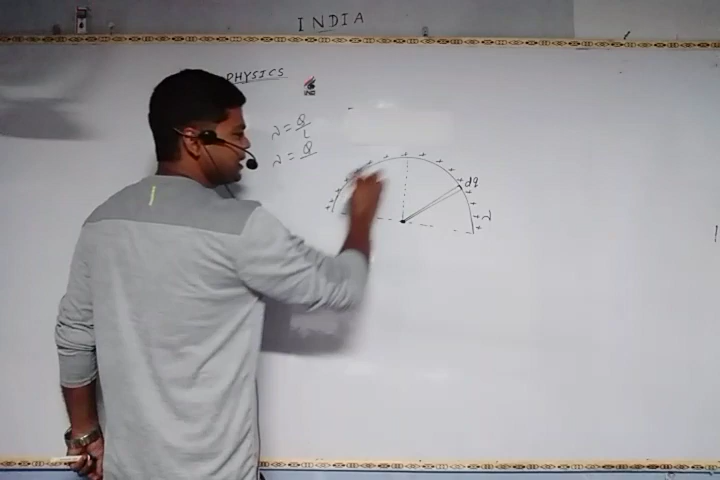 INDIA
PHYSICS
λ = Q/L
λ = Q/
+ + + + + + + + + + + + + + + +
dq
λ